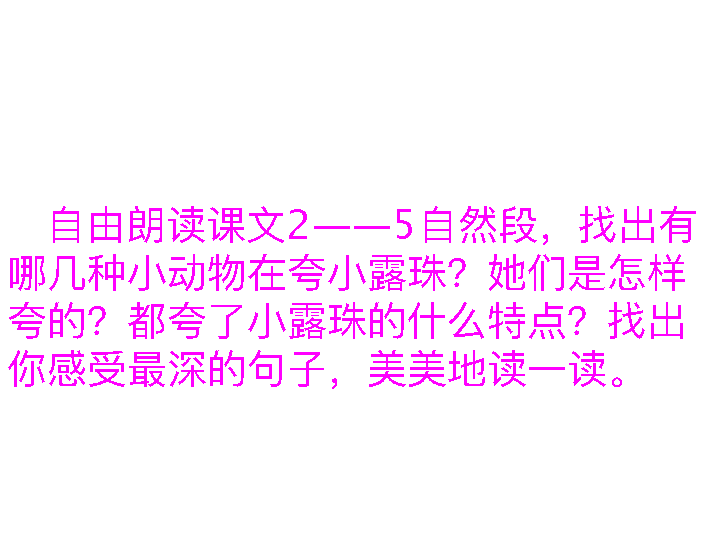 自由朗读课文2——5自然段，找出有
哪几种小动物在夸小露珠？她们是怎样
夸的？都夸了小露珠的什么特点？找出
你感受最深的句子，美美地读一读。